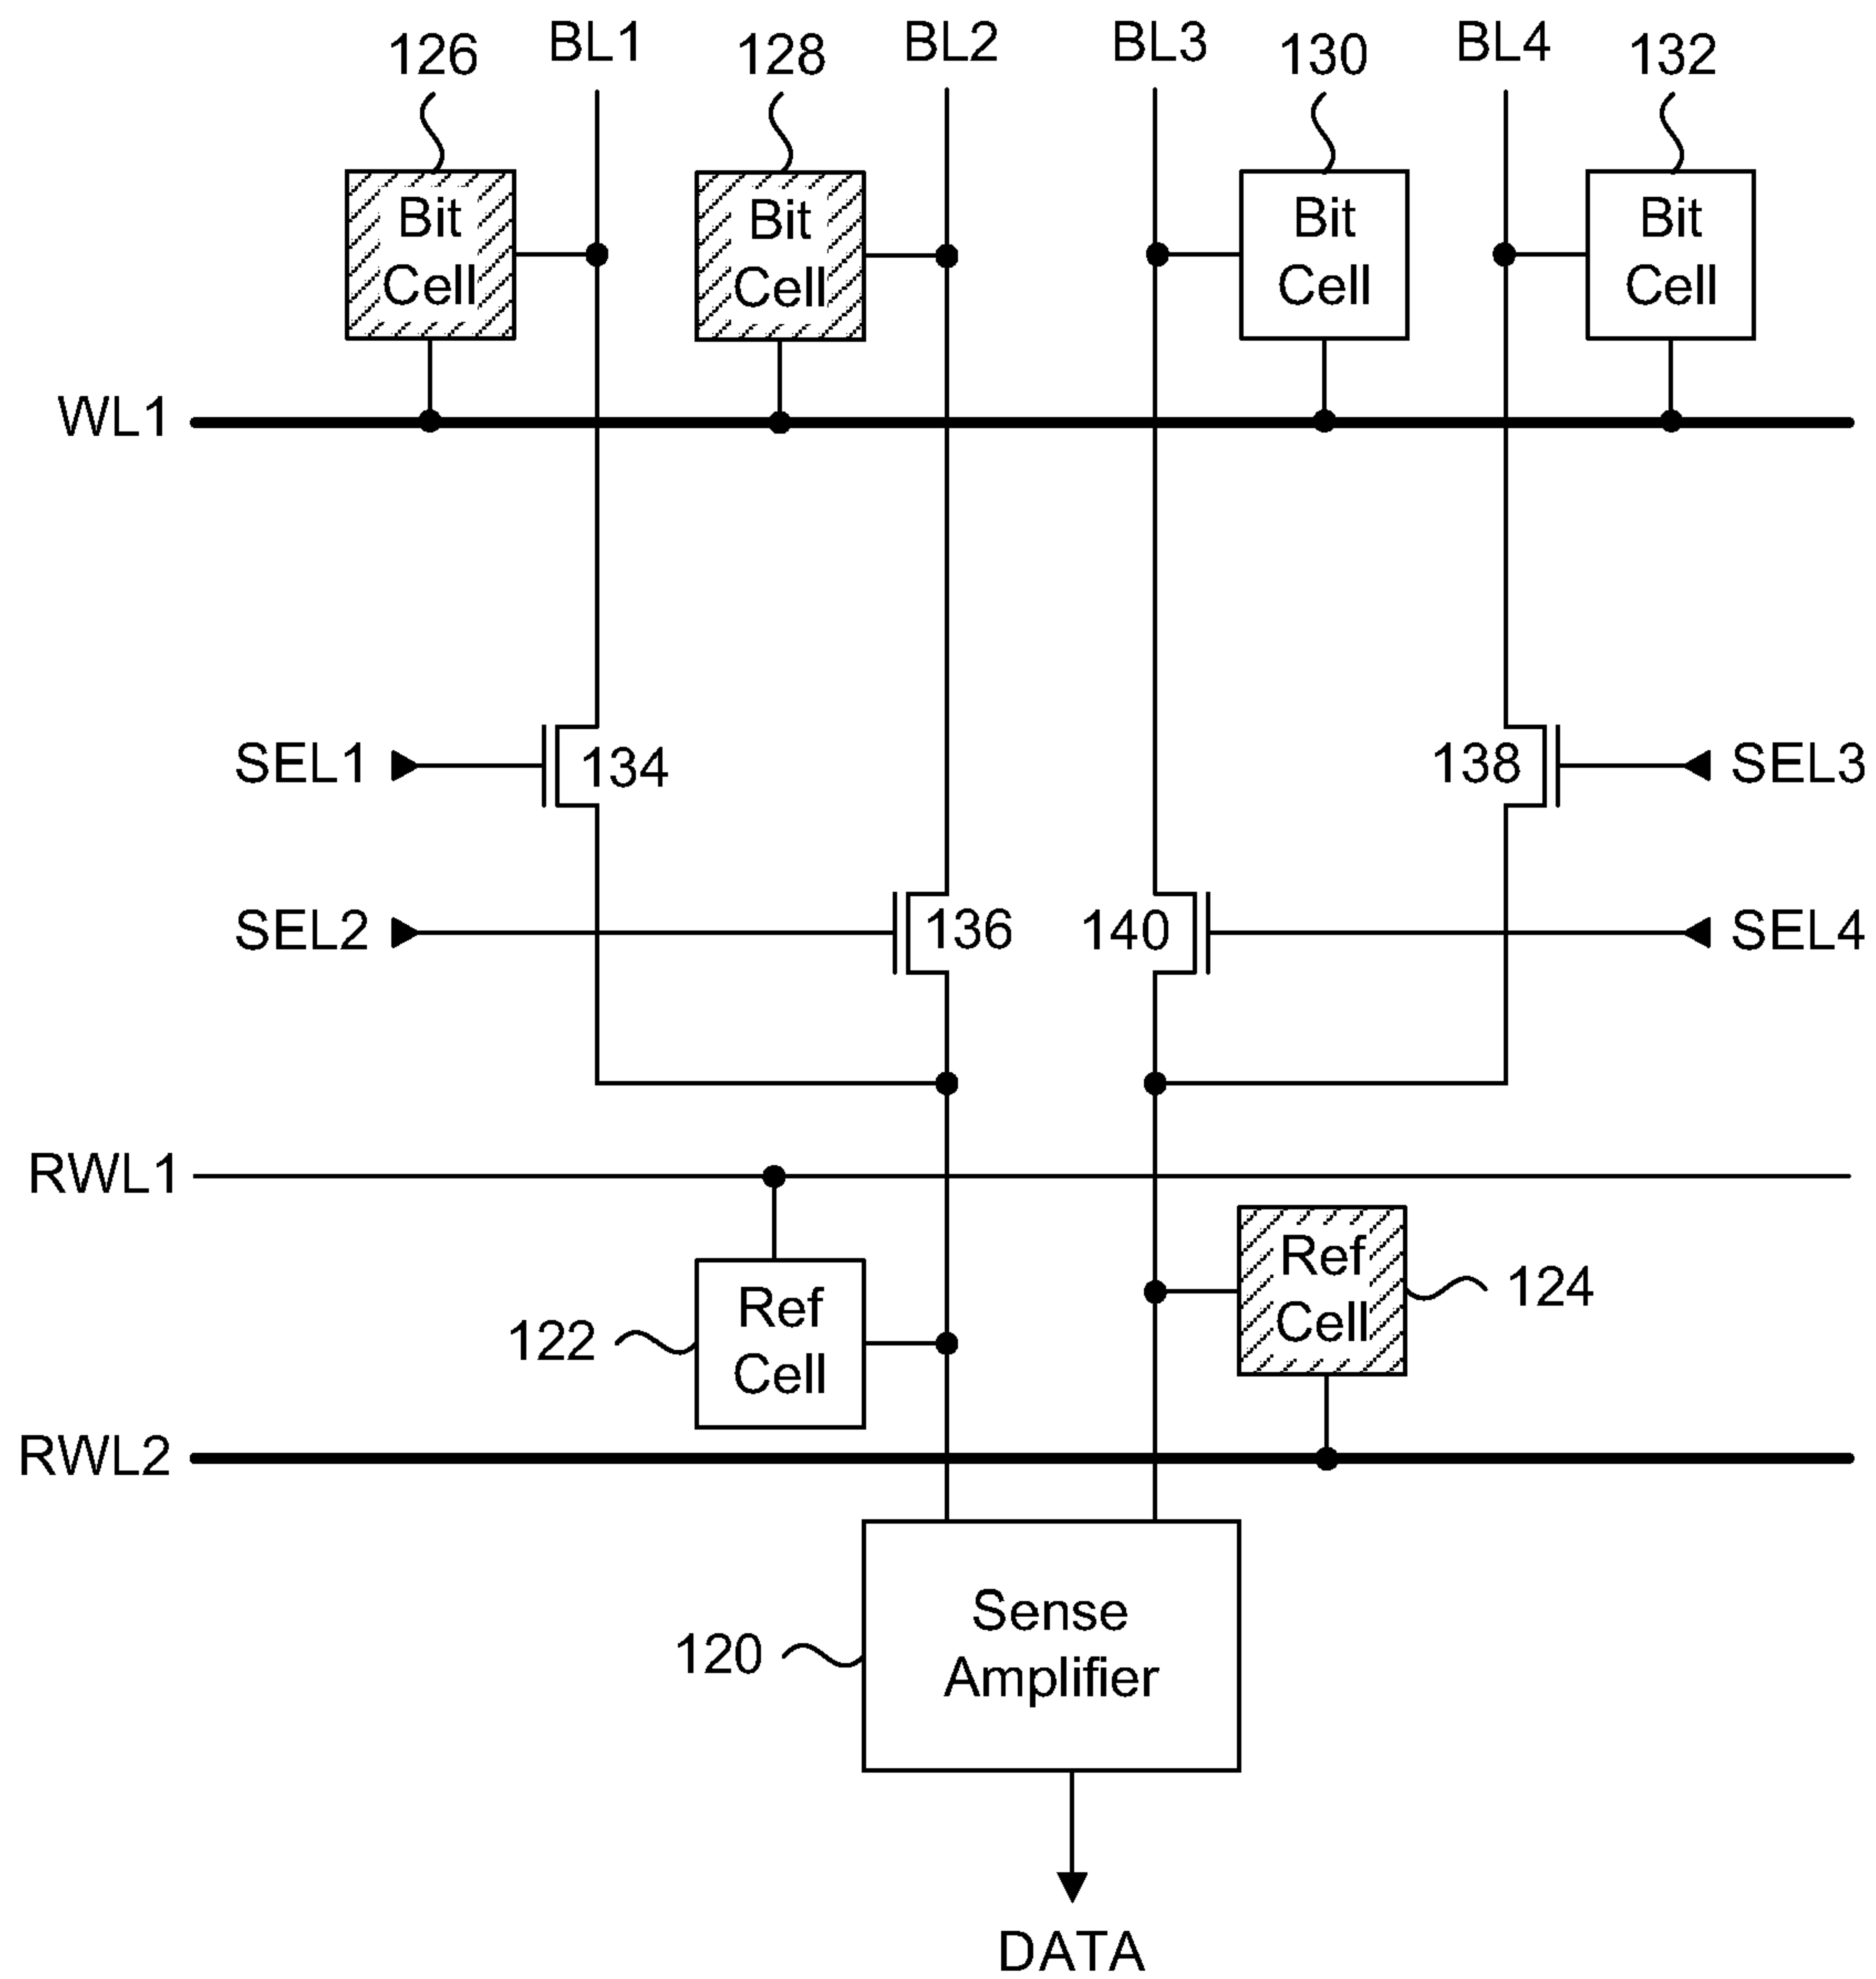 126 BL1 128 BL2 BL3 130 BL4 132
Bit Cell
Bit Cell
Bit Cell
Bit Cell
WL1
SEL1 134 138 SEL3
SEL2 136 140 SEL4
RWL1
Ref Cell 124
122 Ref Cell
RWL2
120 Sense Amplifier
DATA